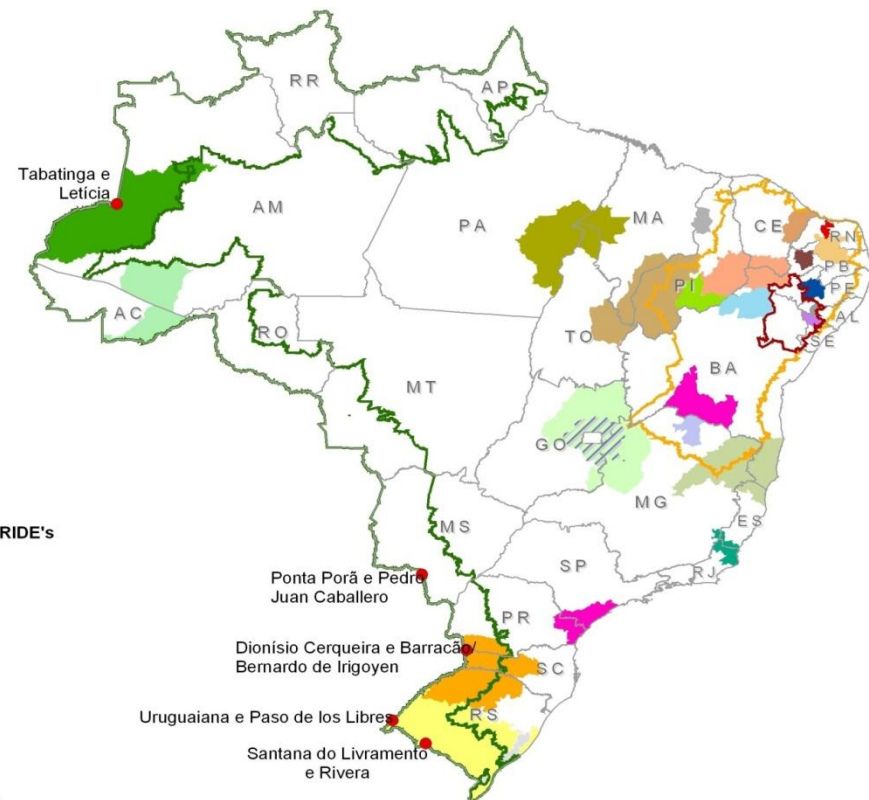 RR
AP
Tabatinga e
Letícia
AM
PA
MA
CE
RN
PB
PI
PE
AC
AL
RO
TO
SE
BA
MT
GO
MG
ES
MS
RIDE's
SP
RJ
Ponta Porã e Pedro
Juan Caballero
PR
Dionísio Cerqueira e Barracão/
Bernardo de Irigoyen
SC
Uruguaiana e Paso de los Libres
RS
Santana do Livramento
e Rivera